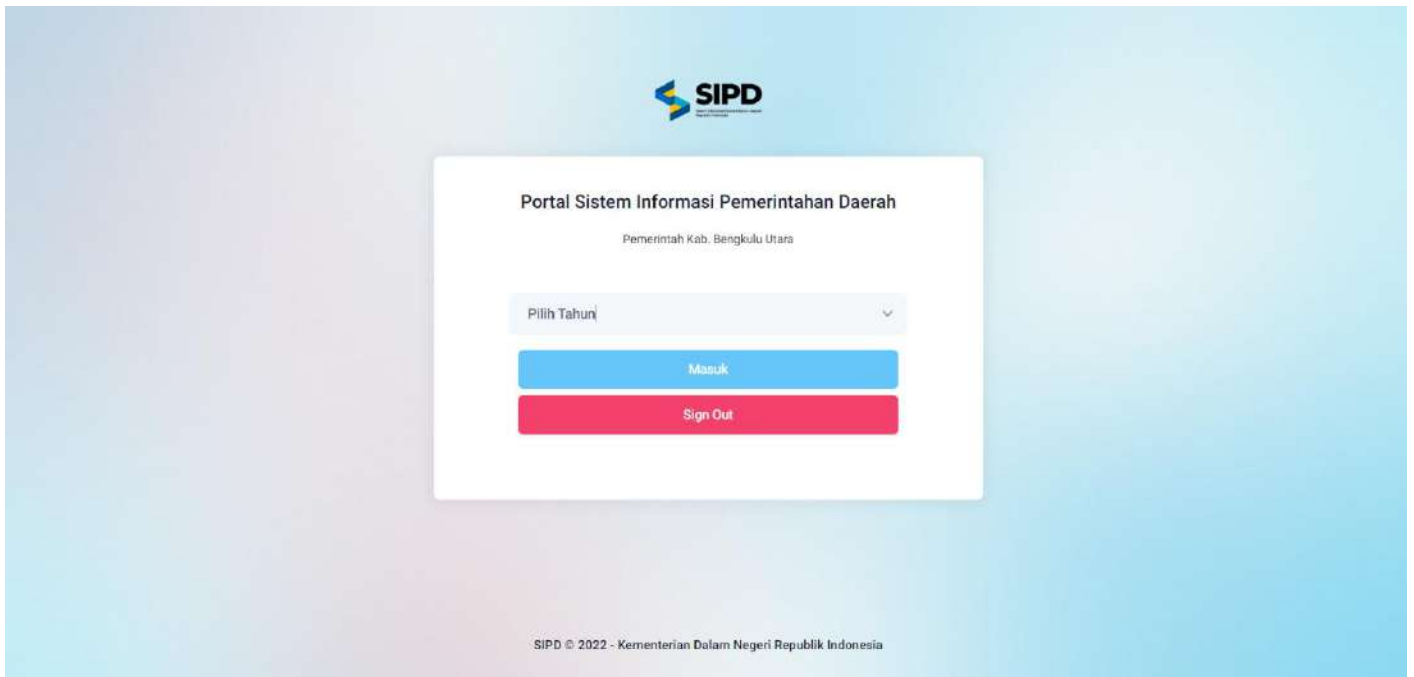 SIPD
Portal Sistem Informasi Pemerintahan Daerah
Pemerintah Kab. Bengkulu Utara
Pilih Tahun
Masuk
Sign Out
SIPD © 2022 - Kementerian Dalam Negeri Republik Indonesia